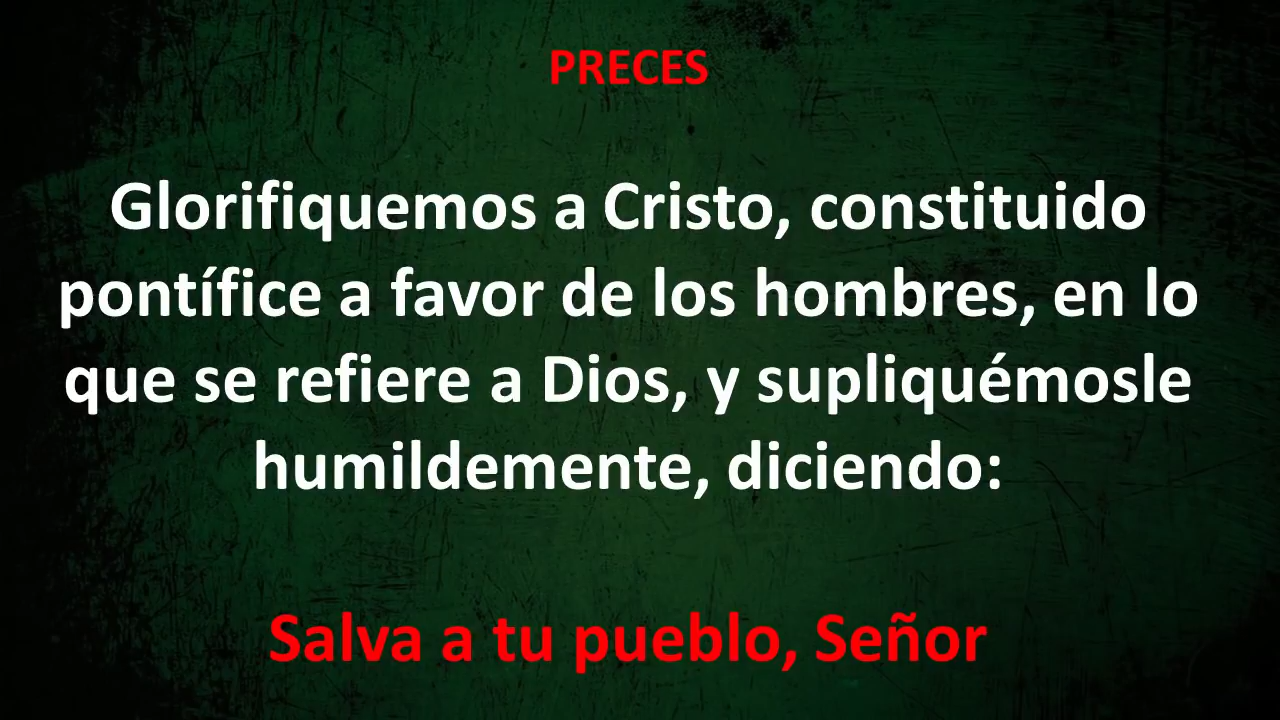 PRECES
Glorifiquemos a Cristo, constituido
pontífice a favor de los hombres, en lo
que se refiere a Dios, y supliquémosle
humildemente, diciendo:
Salva a tu pueblo, Señor